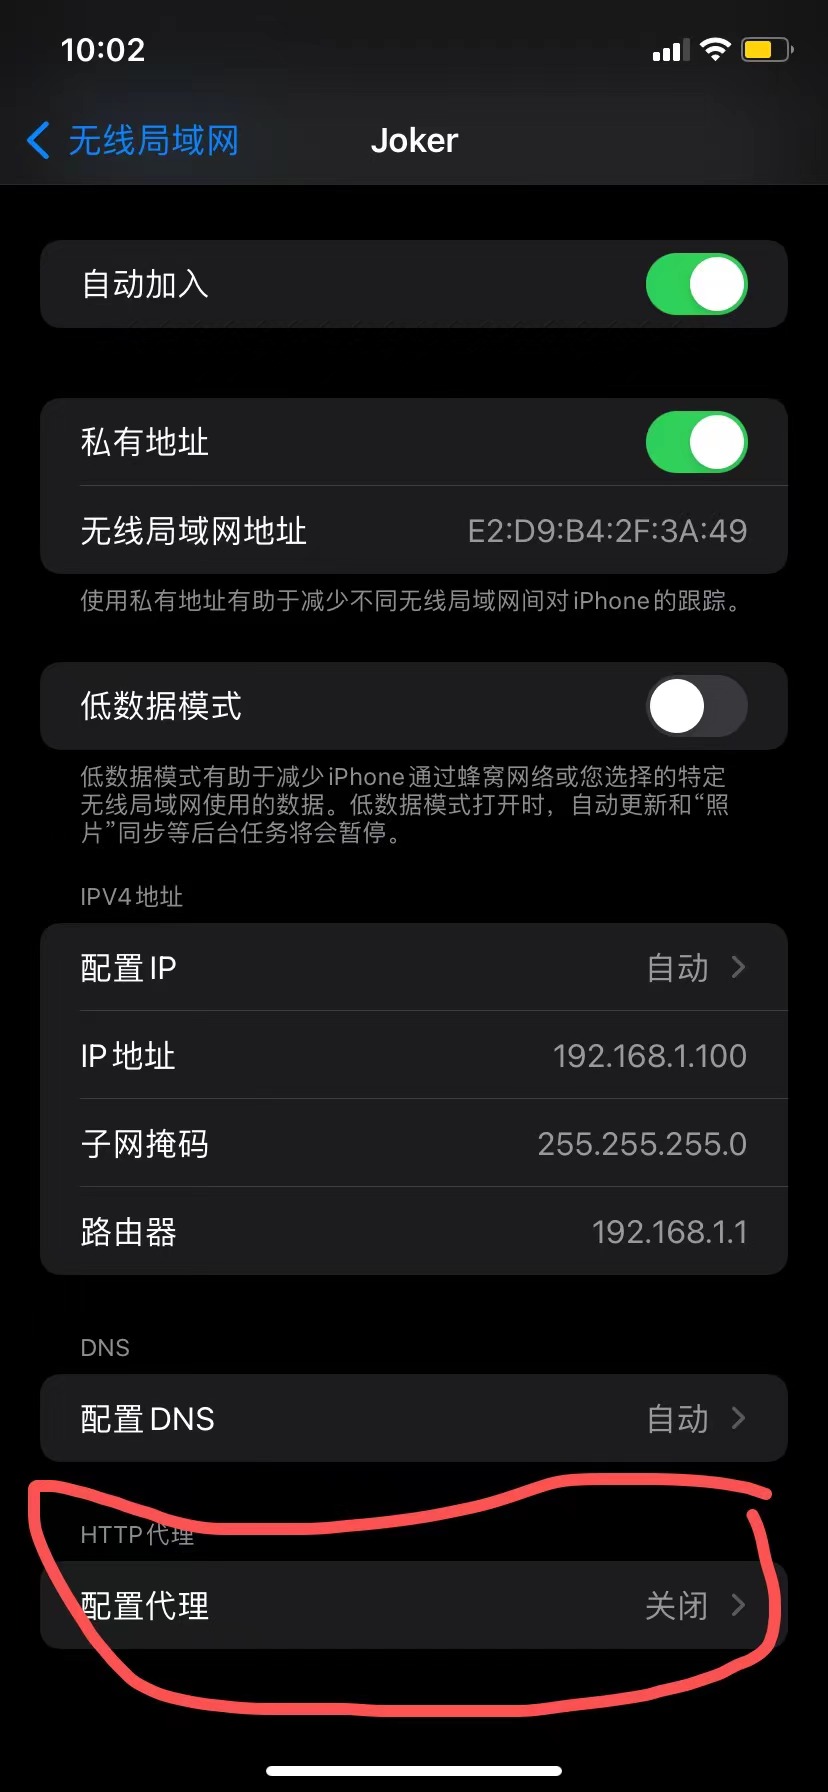 10:02
无线局域网
Joker
自动加入
私有地址
无线局域网地址 E2:D9:B4:2F:3A:49
使用私有地址有助于减少不同无线局域网间对iPhone的跟踪。
低数据模式
低数据模式有助于减少iPhone通过蜂窝网络或您选择的特定
无线局域网使用的数据。低数据模式打开时，自动更新和“照
片”同步等后台任务将会暂停。
IPV4地址
配置IP 自动
IP地址 192.168.1.100
子网掩码 255.255.255.0
路由器 192.168.1.1
DNS
配置DNS 自动
HTTP代理
配置代理 关闭